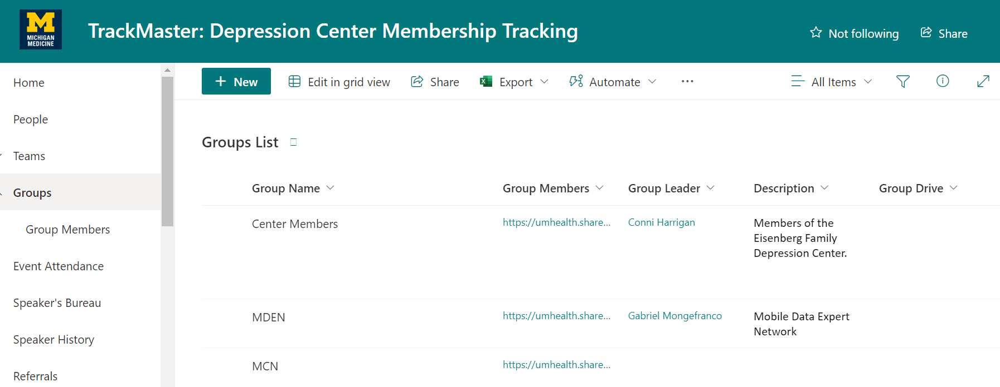 MICHIGAN
MEDICINE
TrackMaster: Depression Center Membership Tracking
Not following
Share
Home
People
Teams
Groups
Group Members
Event Attendance
Speaker's Bureau
Speaker History
Referrals
New
Edit in grid view
Share
Export
Automate
...
All Items
Groups List
Group Name
Group Members
Group Leader
Description
Group Drive
Center Members
https://umhealth.share...
Conni Harrigan
Members of the
Eisenberg Family
Depression Center.
MDEN
https://umhealth.share...
Gabriel Mongefranco
Mobile Data Expert
Network
MCN
https://umhealth.share...